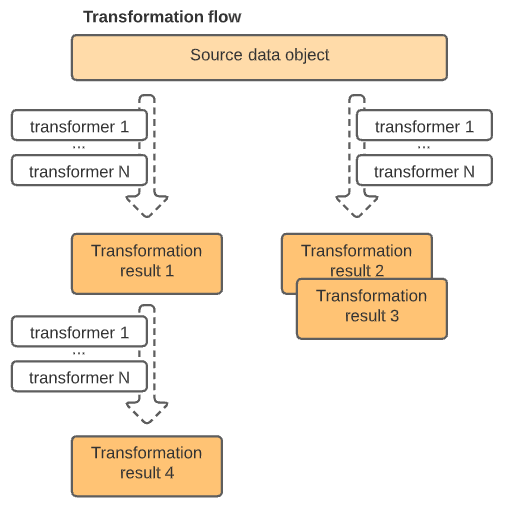 Transformation flow
Source data object
transformer 1
...
transformer N
transformer 1
...
transformer N
Transformation
result 1
Transformation
result 2
Transformation
result 3
transformer 1
...
transformer N
Transformation
result 4